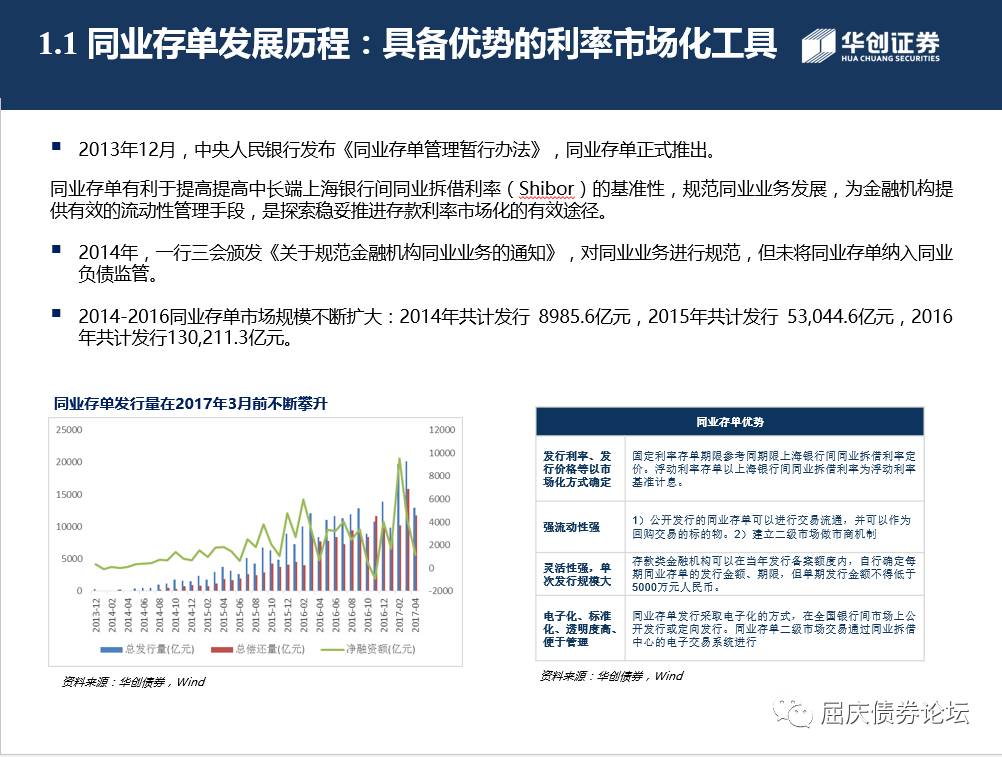 1.1 同业存单发展历程：具备优势的利率市场化工具
华创证券
HUA CHUANG SECURITIES
2013年12月，中央人民银行发布《同业存单管理暂行办法》，同业存单正式推出。
同业存单有利于提高提高中长端上海银行间同业拆借利率（Shibor）的基准性，规范同业业务发展，为金融机构提
供有效的流动性管理手段，是探索稳妥推进存款利率市场化的有效途径。
2014年，一行三会颁发《关于规范金融机构同业业务的通知》，对同业业务进行规范，但未将同业存单纳入同业
负债监管。
2014-2016同业存单市场规模不断扩大：2014年共计发行 8985.6亿元，2015年共计发行 53,044.6亿元，2016
年共计发行130,211.3亿元。
同业存单发行量在2017年3月前不断攀升
25000
20000
15000
10000
5000
0
12000
10000
8000
6000
4000
2000
0
-2000
2013-12
2014-02
2014-04
2014-06
2014-08
2014-10
2014-12
2015-02
2015-04
2015-06
2015-08
2015-10
2015-12
2016-02
2016-04
2016-06
2016-08
2016-10
2016-12
2017-02
2017-04
总发行量(亿元)
总偿还量(亿元)
净融资额(亿元)
资料来源：华创债券，Wind
同业存单优势
发行利率、发
行价格等以市
场化方式确定
固定利率存单期限参考同期限上海银行间同业拆借利率定
价。浮动利率存单以上海银行间同业拆借利率为浮动利率
基准计息。
强流动性强
1）公开发行的同业存单可以进行交易流通，并可以作为
回购交易的标的物。2）建立二级市场做市商机制
灵活性强，单
次发行规模大
存款类金融机构可以在当年发行备案额度内，自行确定每
期同业存单的发行金额、期限，但单期发行金额不得低于
5000万元人民币。
电子化、标准
化、透明度高、
便于管理
同业存单发行采取电子化的方式，在全国银行间市场上公
开发行或定向发行。同业存单二级市场交易通过同业拆借
中心的电子交易系统进行
资料来源：华创债券，Wind
屈庆债券论坛